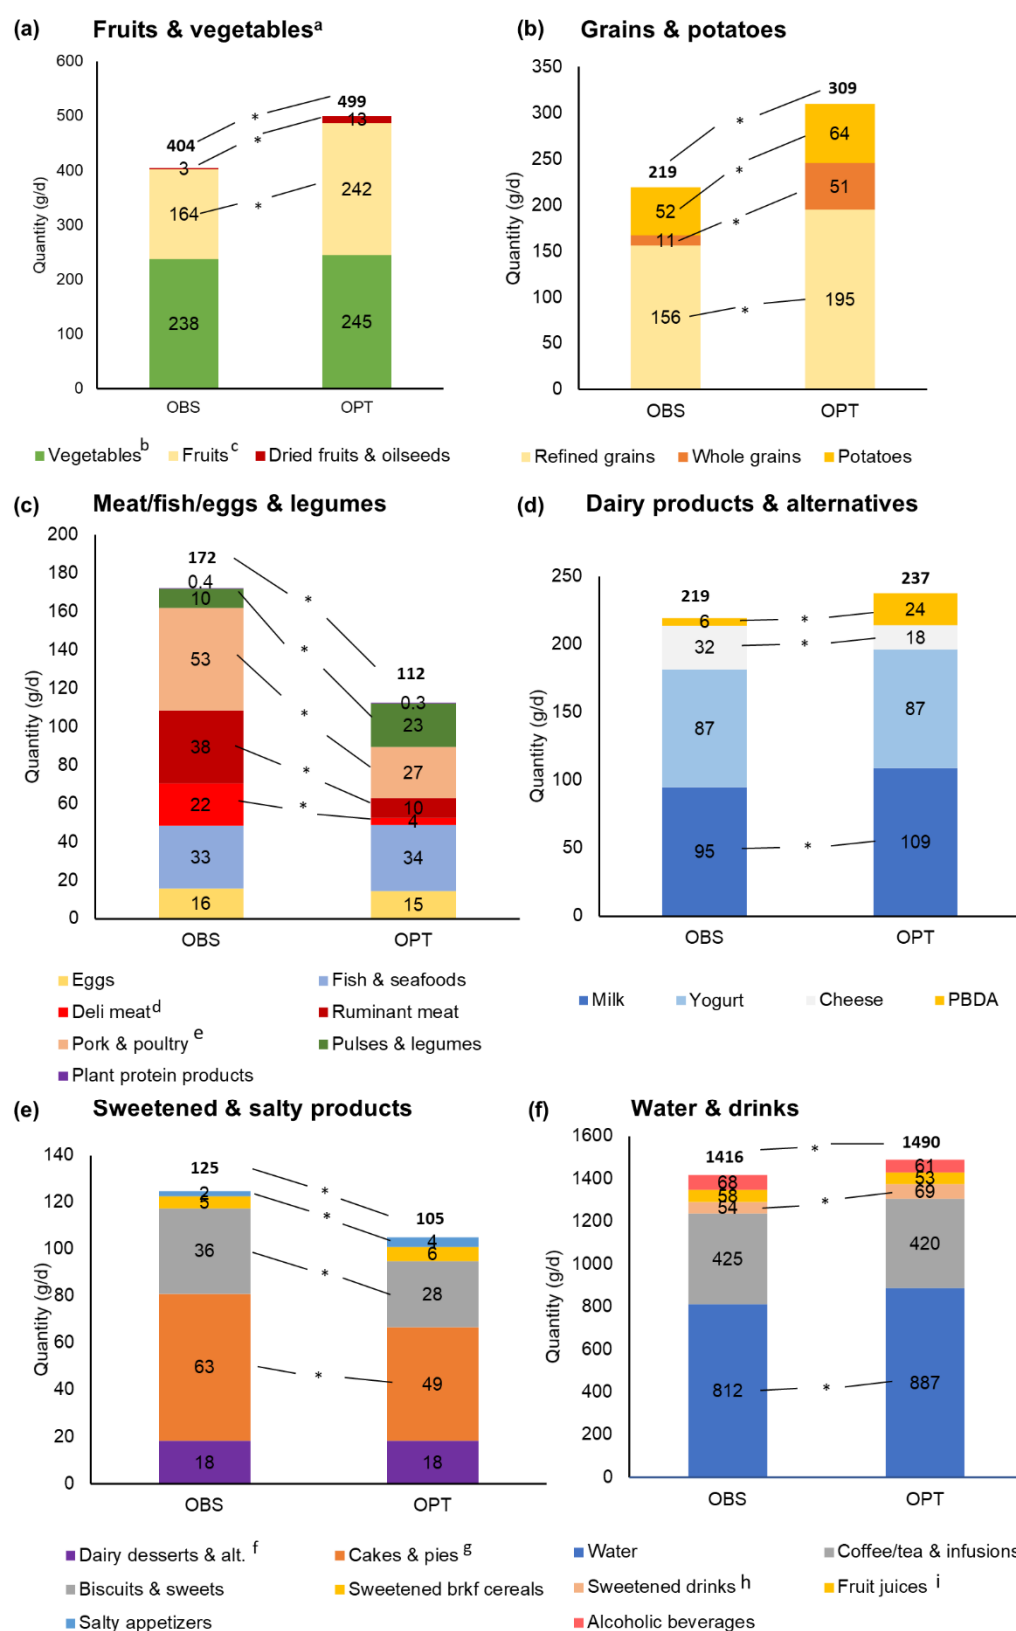 (a) Fruits & vegetablesᵃ
600
500
400
300
200
100
0
Quantity (g/d)
404
3
164
238
499
13
242
245
*
*
*
OBS
OPT
Vegetables b
Fruits c
Dried fruits & oilseeds
(b) Grains & potatoes
350
300
250
200
150
100
50
0
Quantity (g/d)
219
52
11
156
309
64
51
195
*
*
*
*
OBS
OPT
Refined grains
Whole grains
Potatoes
(c) Meat/fish/eggs & legumes
200
180
160
140
120
100
80
60
40
20
0
Quantity (g/d)
172
0.4
10
53
38
22
33
16
112
0.3
23
27
10
4
34
15
*
*
*
*
*
OBS
OPT
Eggs
Fish & seafoods
Deli meat d
Ruminant meat
Pork & poultry e
Pulses & legumes
Plant protein products
(d) Dairy products & alternatives
250
200
150
100
50
0
Quantity (g/d)
219
6
32
87
95
237
24
18
87
109
*
*
*
OBS
OPT
Milk
Yogurt
Cheese
PBDA
(e) Sweetened & salty products
140
120
100
80
60
40
20
0
Quantity (g/d)
125
2
5
36
63
18
105
4
6
28
49
18
*
*
*
*
OBS
OPT
Dairy desserts & alt. f
Cakes & pies g
Biscuits & sweets
Sweetened brkf cereals
Salty appetizers
(f) Water & drinks
1600
1400
1200
1000
800
600
400
200
0
Quantity (g/d)
1416
68
58
54
425
812
1490
61
53
69
420
887
*
*
*
OBS
OPT
Water
Coffee/tea & infusions
Sweetened drinks h
Fruit juices i
Alcoholic beverages